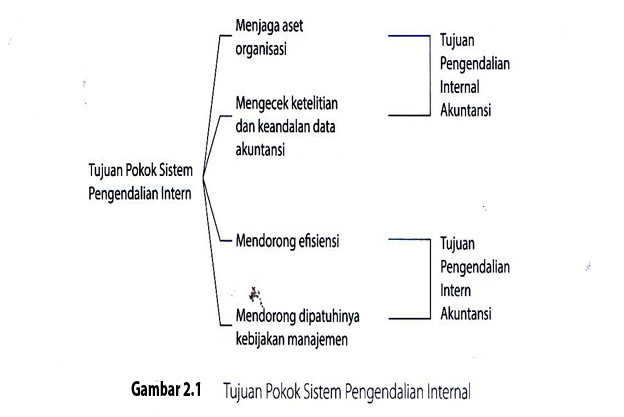 Menjaga aset
organisasi
Tujuan
Pengendalian
Internal
Akuntansi
Mengecek ketelitian
dan keandalan data
akuntansi
Tujuan Pokok Sistem
Pengendalian Intern
Mendorong efisiensi
Tujuan
Pengendalian
Intern
Akuntansi
Mendorong dipatuhinya
kebijakan manajemen
Gambar 2.1 Tujuan Pokok Sistem Pengendalian Internal